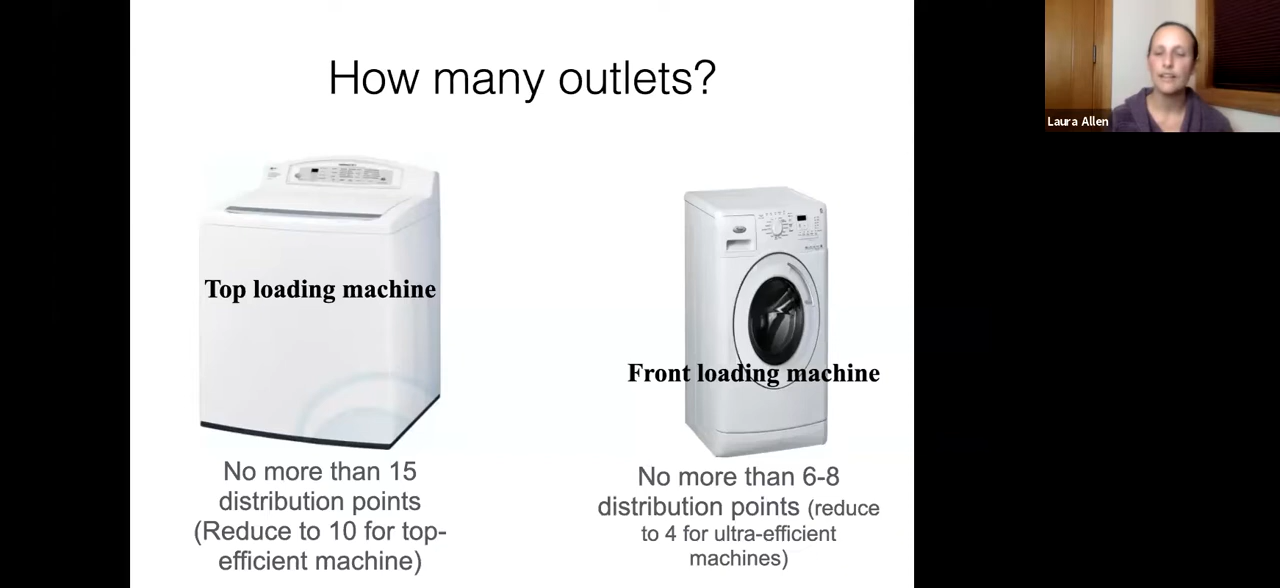 How many outlets?
Laura Allen
Top loading machine
Front loading machine
No more than 15
distribution points
(Reduce to 10 for top-
efficient machine)
No more than 6-8
distribution points (reduce
to 4 for ultra-efficient
machines)